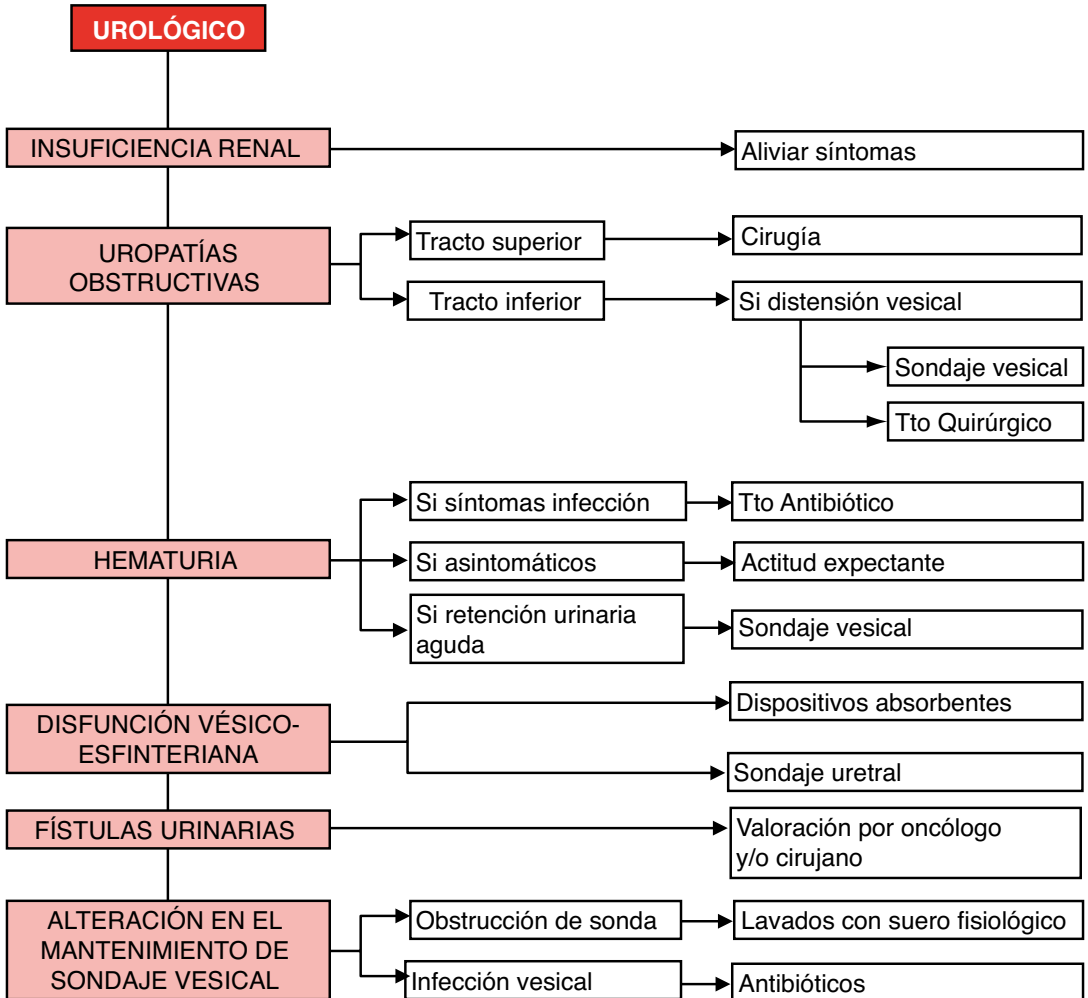 UROLÓGICO
INSUFICIENCIA RENAL
Aliviar síntomas
UROPATÍAS
OBSTRUCTIVAS
Tracto superior
Cirugía
Tracto inferior
Si distensión vesical
Sondaje vesical
Tto Quirúrgico
HEMATURIA
Si síntomas infección
Tto Antibiótico
Si asintomáticos
Actitud expectante
Si retención urinaria
aguda
Sondaje vesical
DISFUNCIÓN VÉSICO-
ESFINTERIANA
Dispositivos absorbentes
Sondaje uretral
FÍSTULAS URINARIAS
Valoración por oncólogo
y/o cirujano
ALTERACIÓN EN EL
MANTENIMIENTO DE
SONDAJE VESICAL
Obstrucción de sonda
Lavados con suero fisiológico
Infección vesical
Antibióticos